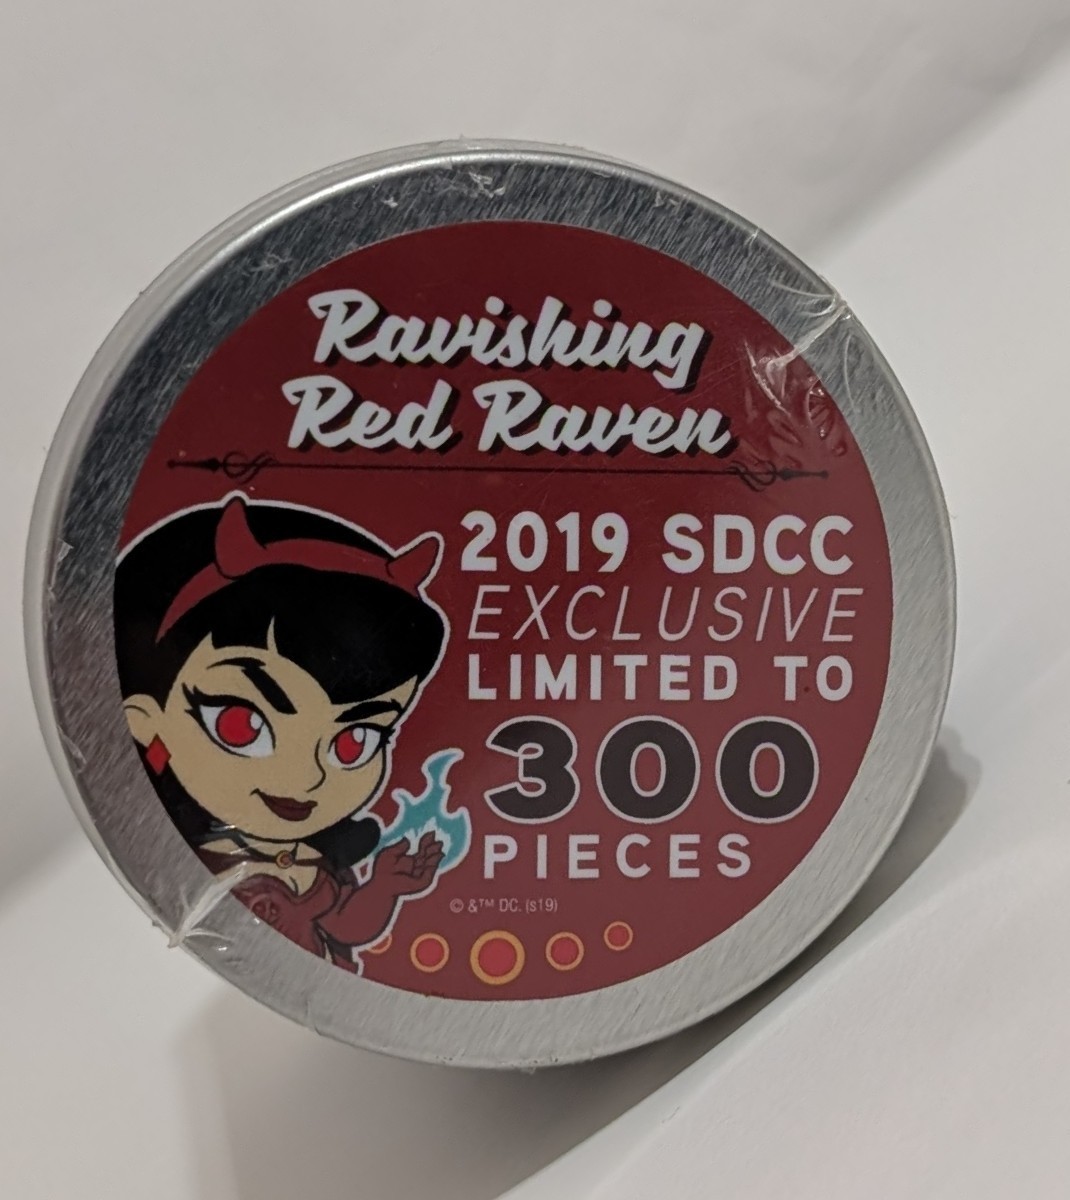 Ravishing
Red Raven
2019 SDCC
EXCLUSIVE
LIMITED TO
300
PIECES
© &™ DC. (s19)